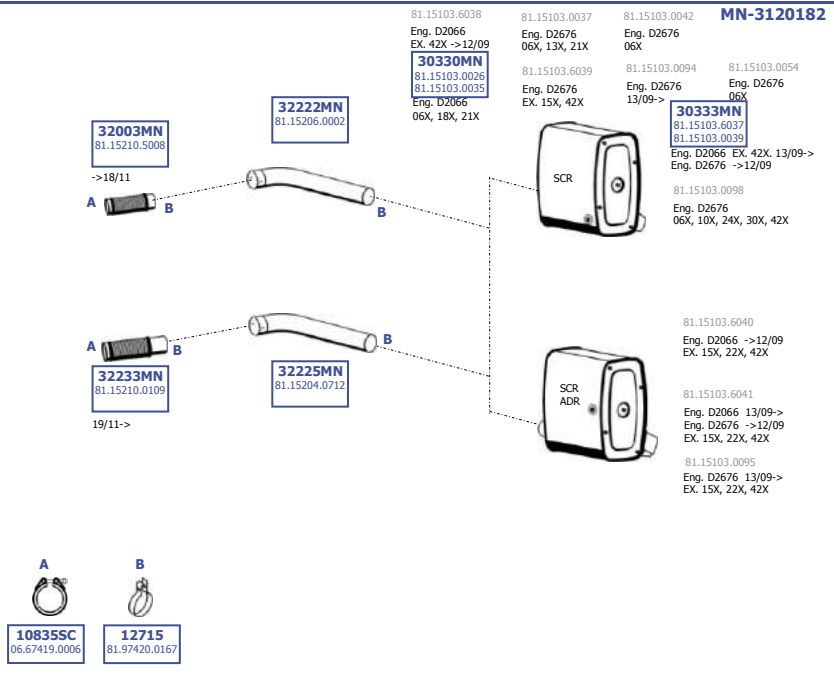 MN-3120182
81.15103.6038
Eng. D2066
EX. 42X ->12/09
30330MN
81.15103.0026
81.15103.0035
Eng. D2066
06X, 18X, 21X
81.15103.0037
Eng. D2676
06X, 13X, 21X
81.15103.6039
Eng. D2676
EX. 15X, 42X
81.15103.0042
Eng. D2676
06X
81.15103.0094
Eng. D2676
13/09->
81.15103.0054
Eng. D2676
06X
30333MN
81.15103.6037
81.15103.0039
Eng. D2066 EX. 42X. 13/09->
Eng. D2676 ->12/09
81.15103.0098
Eng. D2676
06X, 10X, 24X, 30X, 42X
32222MN
81.15206.0002
32003MN
81.15210.5008
->18/11
A
B
B
SCR
A
B
B
32233MN
81.15210.0109
19/11->
32225MN
81.15204.0712
SCR
ADR
81.15103.6040
Eng. D2066 ->12/09
EX. 15X, 22X, 42X
81.15103.6041
Eng. D2066 13/09->
Eng. D2676 ->12/09
EX. 15X, 22X, 42X
81.15103.0095
Eng. D2676 13/09->
EX. 15X, 22X, 42X
A
B
10835SC
06.67419.0006
12715
81.97420.0167